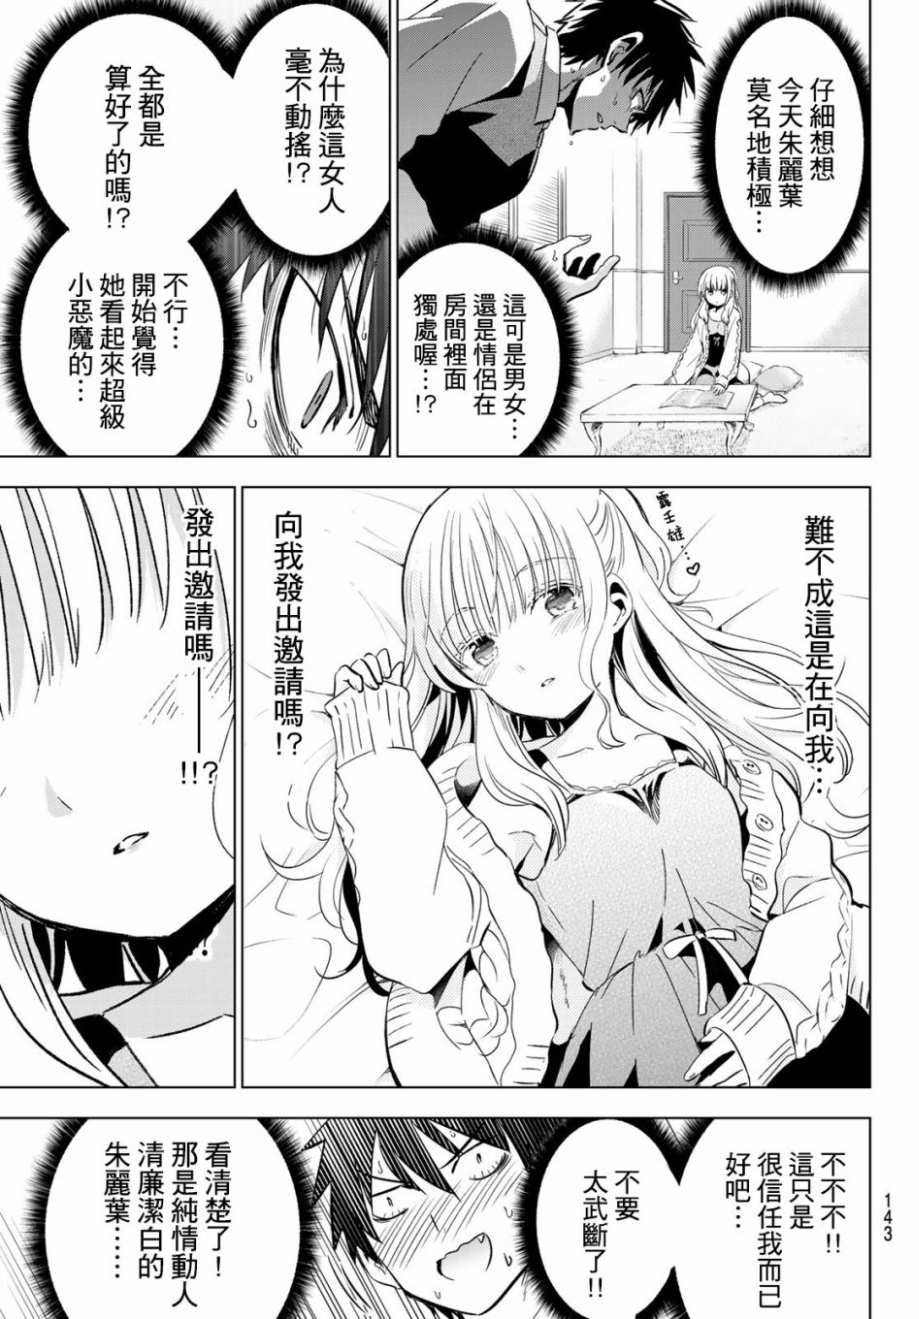 仔細想想
今天朱麗葉
莫名地積極…
這可是男女…
還是情侶在
房間裡面
獨處喔…!?
為什麼這女人
毫不動搖!?
全都是
算好了的嗎!?
不行…
開始覺得
她看起來超級
小惡魔的…
難不成這是在向我…
露壬雄…♡
向我發出邀請嗎!?
發出邀請嗎——!!?
不不不!!
這只是
很信任我而已
好吧…
不要
太武斷了!!
看清楚了!
那是純情動人
清廉潔白的
朱麗葉……
143